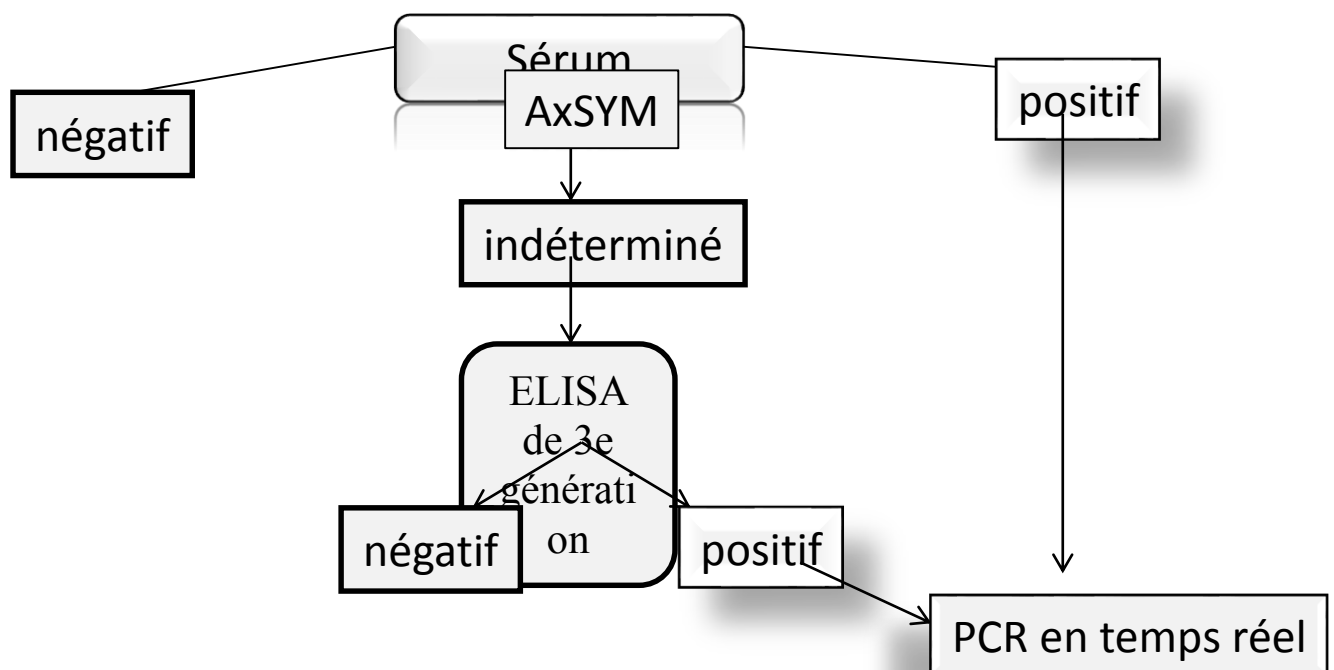 Sérum
AxSYM
négatif
positif
indéterminé
ELISA
de 3e
générati
on
négatif
positif
PCR en temps réel